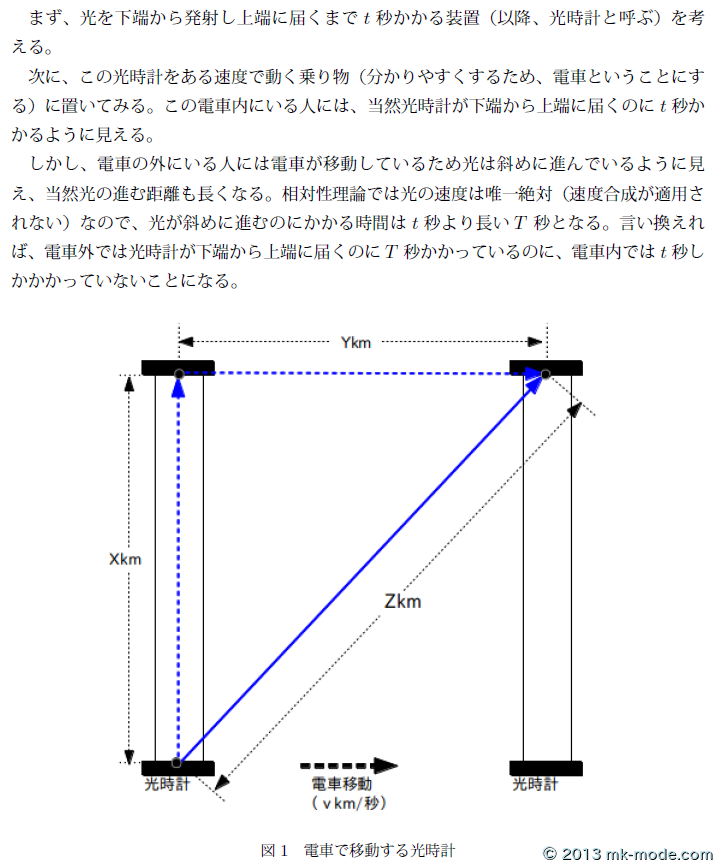 まず、光を下端から発射し上端に届くまで t 秒かかる装置（以降、光時計と呼ぶ）を考
える。
次に、この光時計をある速度で動く乗り物（分かりやすくするため、電車ということにす
る）に置いてみる。この電車内にいる人には、当然光時計が下端から上端に届くのに t 秒か
かるように見える。
しかし、電車の外にいる人には電車が移動しているため光は斜めに進んでいるように見
え、当然光の進む距離も長くなる。相対性理論では光の速度は唯一絶対（速度合成が適用さ
れない）なので、光が斜めに進むのにかかる時間は t 秒より長い T 秒となる。言い換えれ
ば、電車外では光時計が下端から上端に届くのに T 秒かかっているのに、電車内では t 秒し
かかかっていないことになる。
Ykm
Xkm
Zkm
光時計
電車移動
（ｖkm/秒）
光時計
図 1　電車で移動する光時計
© 2013 mk-mode.com